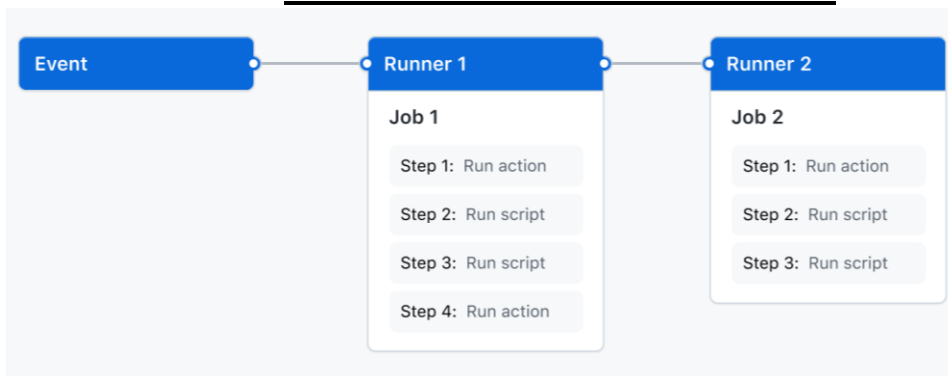 Event
Runner 1
Job 1
Step 1: Run action
Step 2: Run script
Step 3: Run script
Step 4: Run action
Runner 2
Job 2
Step 1: Run action
Step 2: Run script
Step 3: Run script